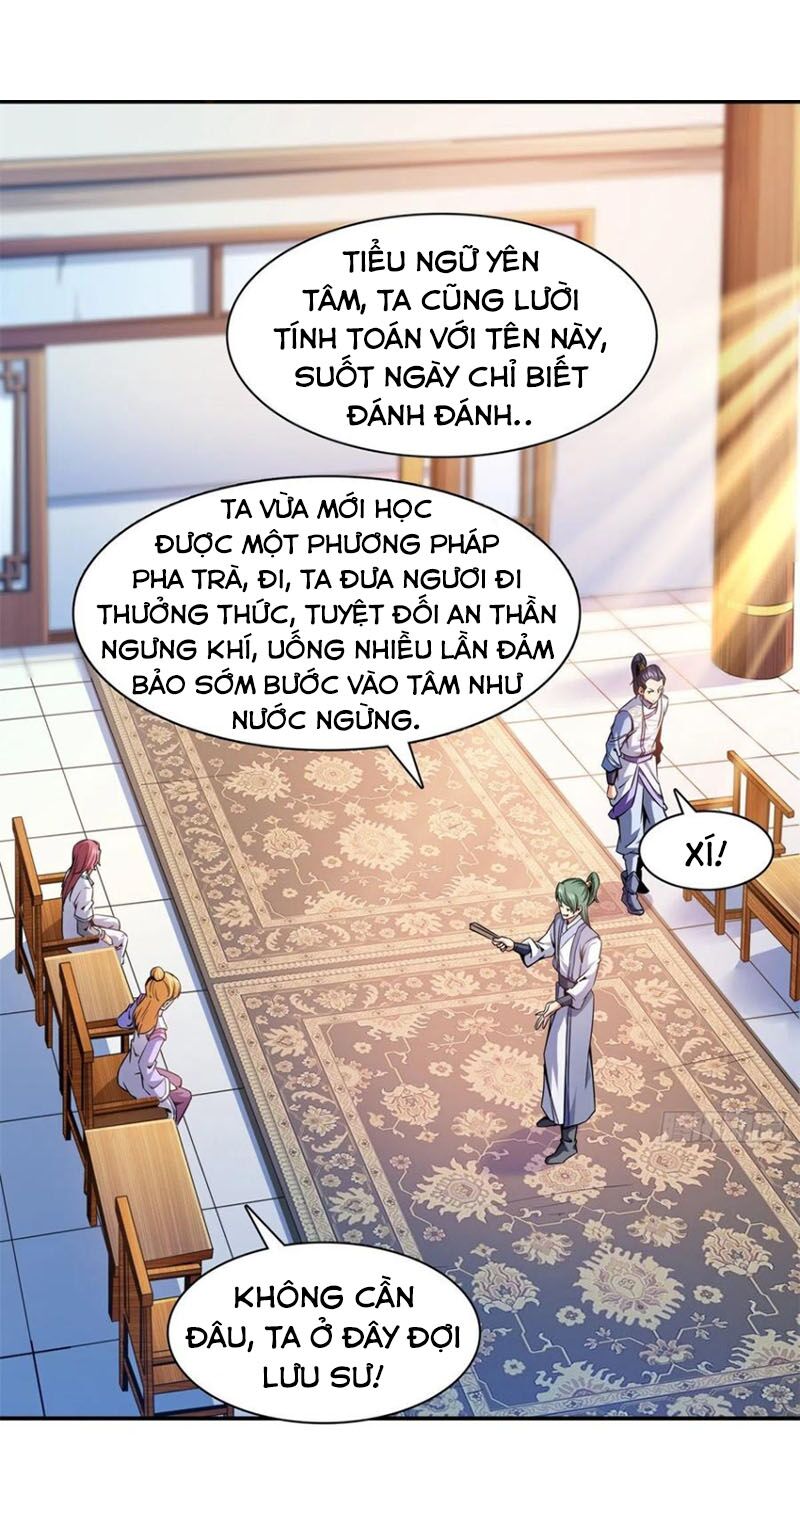 TIỂU NGỮ YÊN
TÂM, TA CŨNG LƯỜI
TÍNH TOÁN VỚI TÊN NÀY,
SUỐT NGÀY CHỈ BIẾT
ĐÁNH ĐÁNH..
TA VỪA MỚI HỌC
ĐƯỢC MỘT PHƯƠNG PHÁP
PHA TRÀ, ĐI, TA ĐƯA NGƯƠI ĐI
THƯỞNG THỨC, TUYỆT ĐỐI AN THẦN
NGƯNG KHÍ, UỐNG NHIỀU LẦN ĐẢM
BẢO SỚM BƯỚC VÀO TÂM NHƯ
NƯỚC NGỪNG.
XÍ!
KHÔNG CẦN
ĐÂU, TA Ở ĐÂY ĐỢI
LƯU SƯ!